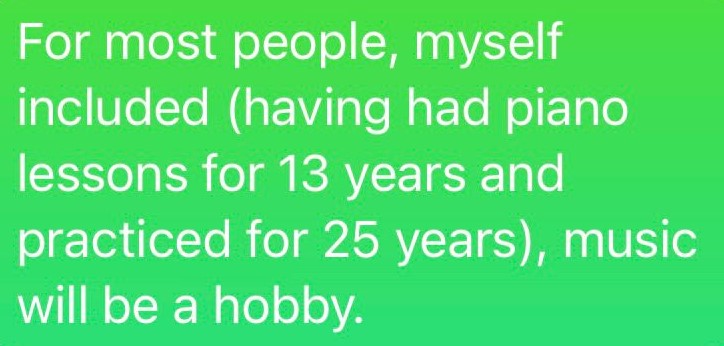 For most people, myself
included (having had piano
lessons for 13 years and
practiced for 25 years), music
will be a hobby.